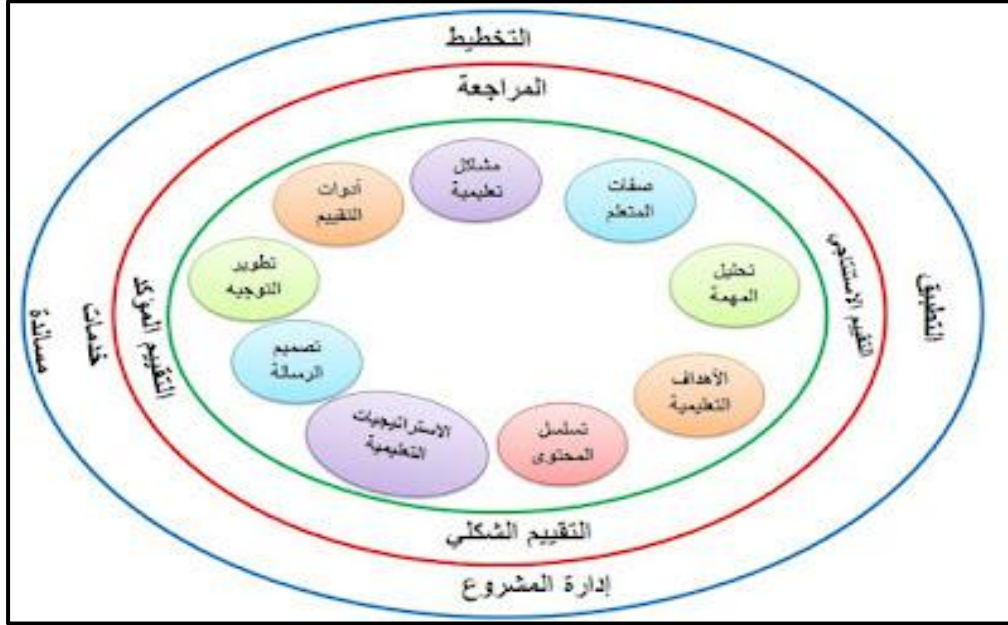 التخطيط
المراجعة
مشاكل
تعليمية
صفات
المتعلم
تحليل
المهمة
الأهداف
التعليمية
تسلسل
المحتوى
الاستراتيجيات
التعليمية
تصميم
الرسالة
تطوير
التوجيه
أدوات
التقييم
التقييم الاستنتاجي
التقييم الشكلي
التقييم المؤكد
التطبيق
إدارة المشروع
خدمات
مساندة